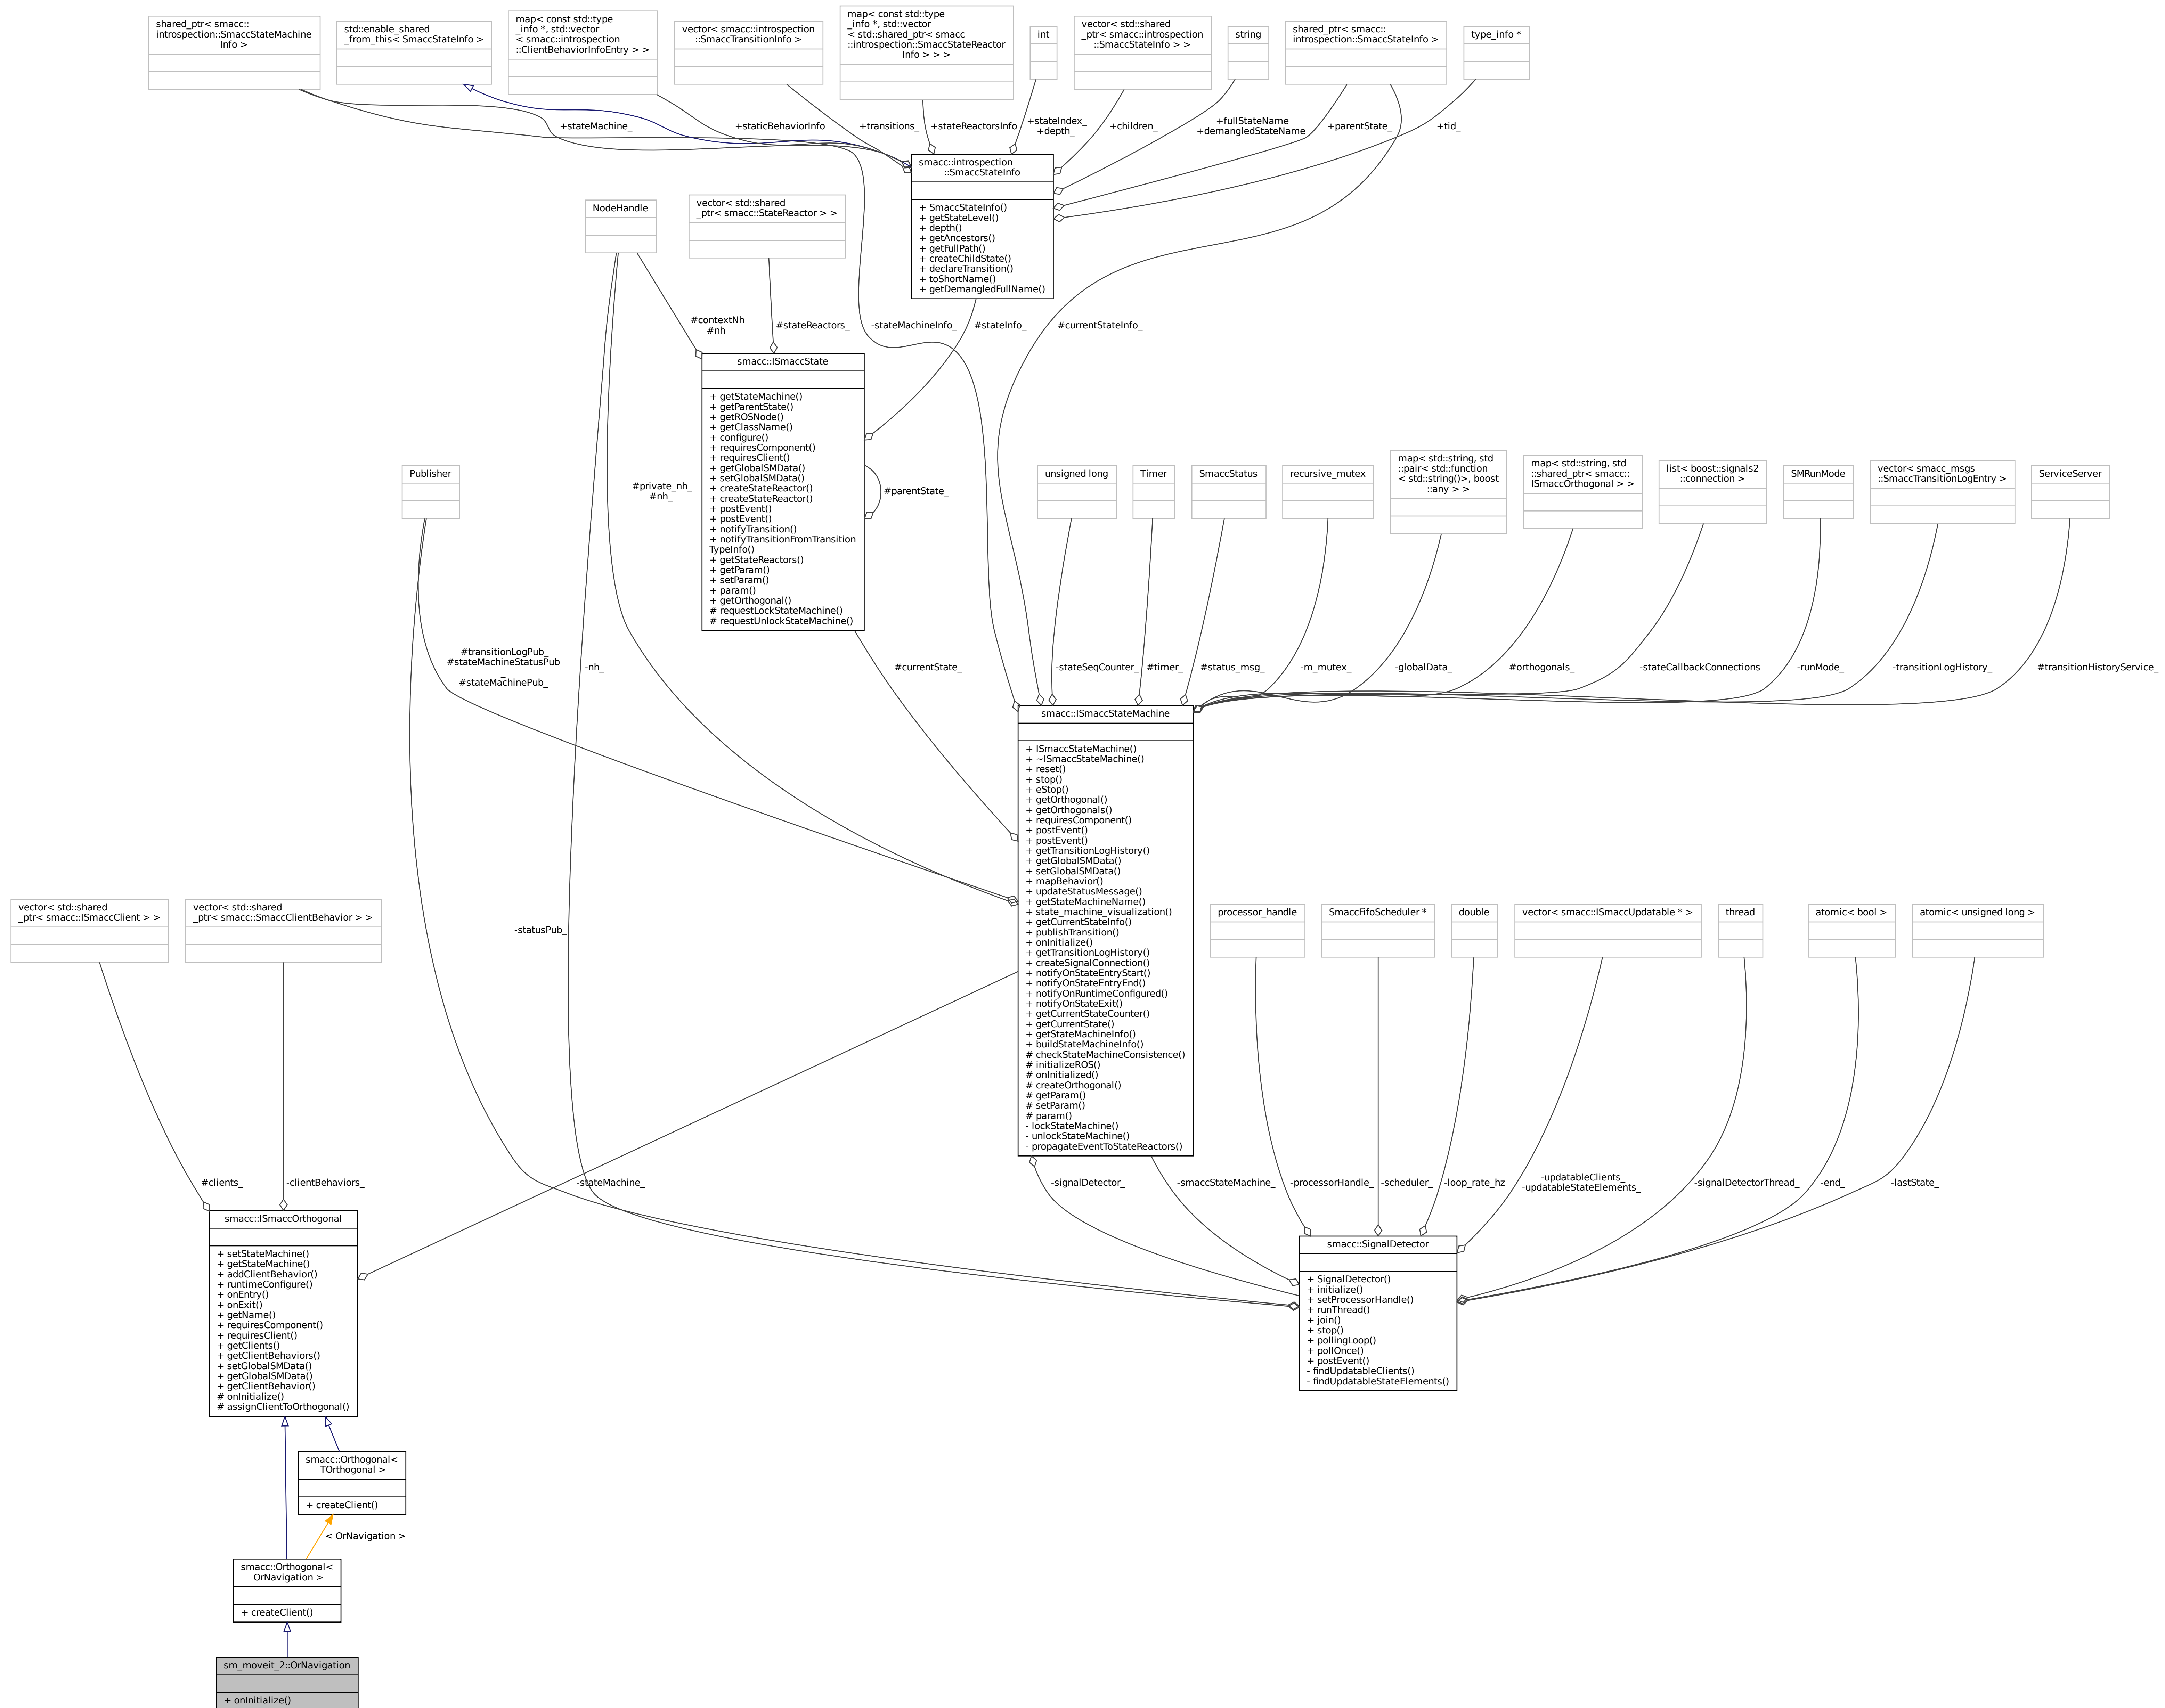 shared_ptr< smacc::
introspection::SmaccStateMachine
Info >
std::enable_shared
_from_this< SmaccStateInfo >
map< const std::type
_info *, std::vector
< smacc::introspection
::ClientBehaviorInfoEntry > >
vector< smacc::introspection
::SmaccTransitionInfo >
map< const std::type
_info *, std::vector
< std::shared_ptr< smacc
::introspection::SmaccStateReactor
Info > > >
int
vector< std::shared
_ptr< smacc::introspection
::SmaccStateInfo > >
string
shared_ptr< smacc::
introspection::SmaccStateInfo >
type_info *
+stateMachine_
+staticBehaviorInfo
+transitions_
+stateReactorsInfo
+stateIndex_
+depth_
+children_
+fullStateName
+demangledStateName
+parentState_
+tid_
smacc::introspection
::SmaccStateInfo
+ SmaccStateInfo()
+ getStateLevel()
+ depth()
+ getAncestors()
+ getFullPath()
+ createChildState()
+ declareTransition()
+ toShortName()
+ getDemangledFullName()
NodeHandle
vector< std::shared
_ptr< smacc::StateReactor > >
#contextNh
#nh
#stateReactors_
-stateMachineInfo_
#stateInfo_
#currentStateInfo_
smacc::ISmaccState
+ getStateMachine()
+ getParentState()
+ getROSNode()
+ getClassName()
+ configure()
+ requiresComponent()
+ requiresClient()
+ getGlobalSMData()
+ setGlobalSMData()
+ createStateReactor()
+ createStateReactor()
+ postEvent()
+ postEvent()
+ notifyTransition()
+ notifyTransitionFromTransition
TypeInfo()
+ getStateReactors()
+ getParam()
+ setParam()
+ param()
+ getOrthogonal()
# requestLockStateMachine()
# requestUnlockStateMachine()
#parentState_
#private_nh_
#nh_
Publisher
unsigned long
Timer
SmaccStatus
recursive_mutex
map< std::string, std
::pair< std::function
< std::string()>, boost
::any > >
map< std::string, std
::shared_ptr< smacc::
ISmaccOrthogonal > >
list< boost::signals2
::connection >
SMRunMode
vector< smacc_msgs
::SmaccTransitionLogEntry >
ServiceServer
#transitionLogPub_
#stateMachineStatusPub
_
#stateMachinePub_
-nh_
#currentState_
-stateSeqCounter_
#timer_
#status_msg_
-m_mutex_
-globalData_
#orthogonals_
-stateCallbackConnections
-runMode_
-transitionLogHistory_
#transitionHistoryService_
smacc::ISmaccStateMachine
+ ISmaccStateMachine()
+ ~ISmaccStateMachine()
+ reset()
+ stop()
+ eStop()
+ getOrthogonal()
+ getOrthogonals()
+ requiresComponent()
+ postEvent()
+ postEvent()
+ getTransitionLogHistory()
+ getGlobalSMData()
+ setGlobalSMData()
+ mapBehavior()
+ updateStatusMessage()
+ getStateMachineName()
+ state_machine_visualization()
+ getCurrentStateInfo()
+ publishTransition()
+ onInitialize()
+ getTransitionLogHistory()
+ createSignalConnection()
+ notifyOnStateEntryStart()
+ notifyOnStateEntryEnd()
+ notifyOnRuntimeConfigured()
+ notifyOnStateExit()
+ getCurrentStateCounter()
+ getCurrentState()
+ getStateMachineInfo()
+ buildStateMachineInfo()
# checkStateMachineConsistence()
# initializeROS()
# onInitialized()
# createOrthogonal()
# getParam()
# setParam()
# param()
- lockStateMachine()
- unlockStateMachine()
- propagateEventToStateReactors()
vector< std::shared
_ptr< smacc::ISmaccClient > >
vector< std::shared
_ptr< smacc::SmaccClientBehavior > >
-statusPub_
processor_handle
SmaccFifoScheduler *
double
vector< smacc::ISmaccUpdatable * >
thread
atomic< bool >
atomic< unsigned long >
#clients_
-clientBehaviors_
-stateMachine_
-signalDetector_
-smaccStateMachine_
-processorHandle_
-scheduler_
-loop_rate_hz
-updatableClients_
-updatableStateElements_
-signalDetectorThread_
-end_
-lastState_
smacc::ISmaccOrthogonal
+ setStateMachine()
+ getStateMachine()
+ addClientBehavior()
+ runtimeConfigure()
+ onEntry()
+ onExit()
+ getName()
+ requiresComponent()
+ requiresClient()
+ getClients()
+ getClientBehaviors()
+ setGlobalSMData()
+ getGlobalSMData()
+ getClientBehavior()
# onInitialize()
# assignClientToOrthogonal()
smacc::SignalDetector
+ SignalDetector()
+ initialize()
+ setProcessorHandle()
+ runThread()
+ join()
+ stop()
+ pollingLoop()
+ pollOnce()
+ postEvent()
- findUpdatableClients()
- findUpdatableStateElements()
smacc::Orthogonal<
TOrthogonal >
+ createClient()
< OrNavigation >
smacc::Orthogonal<
OrNavigation >
+ createClient()
sm_moveit_2::OrNavigation
+ onInitialize()